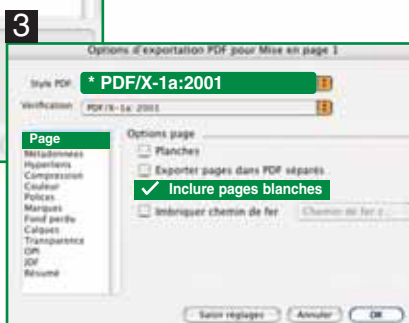 3
Options d'exportation PDF pour Mise en page 1
Style PDF: * PDF/X-1a:2001
Vérification: PDF/X-1a: 2001
Page
Métadonnées
Hyperliens
Compression
Couleur
Polices
Marques
Fond perdu
Calques
Transparence
OPI
JDF
Résumé
Options page
Planches
Exporter pages dans PDF séparés
Inclure pages blanches
Imbriquer chemin de fer
Chemin de fer
Saisir réglages
Annuler
OK